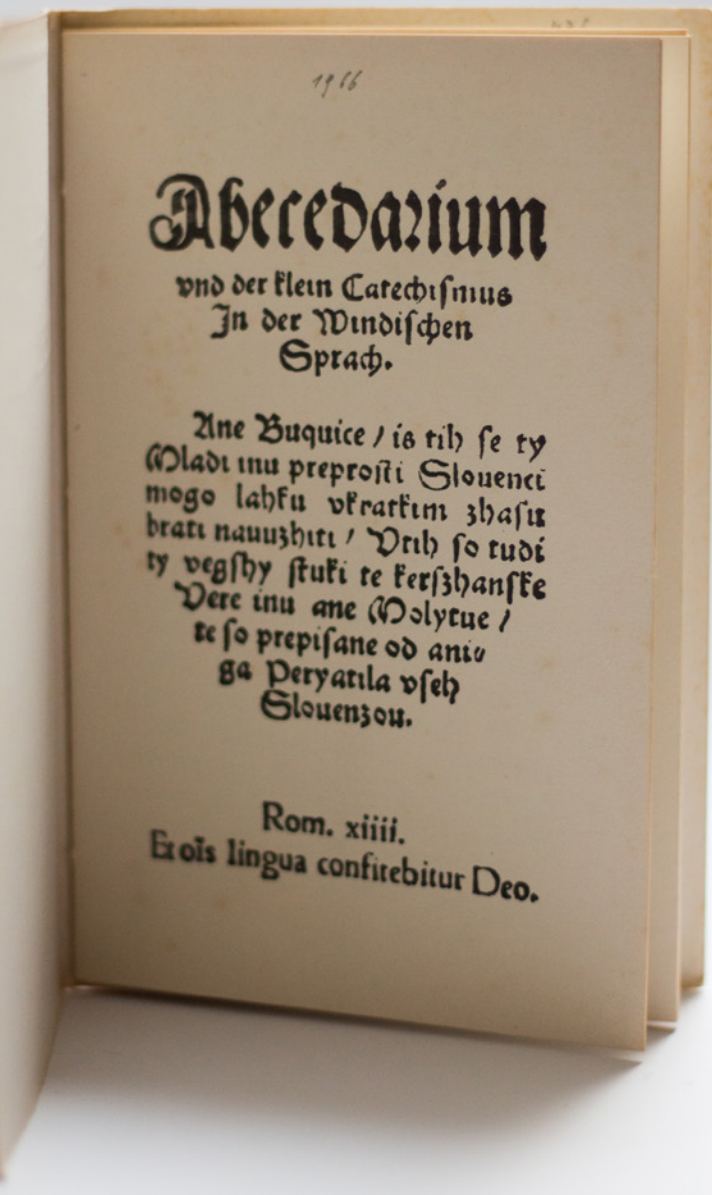 1966
Abecedarium
vnd der klein Catechiſmus
In der Windiſchen
Sprach.
Ane Buquice / is tih ſe ty
Mladi inu preproſti Slouenci
mogo lahku vkratkim zhaſu
brati nauuzhiti / Vtih ſo tudi
ty vegſhy ſtuki te kerſzhanſke
Vere inu ane Molytue /
te ſo prepiſane od aniu
ga Peryatila vſeh
Slouenzou.
Rom. xiiii.
Et oīs lingua confitebitur Deo.